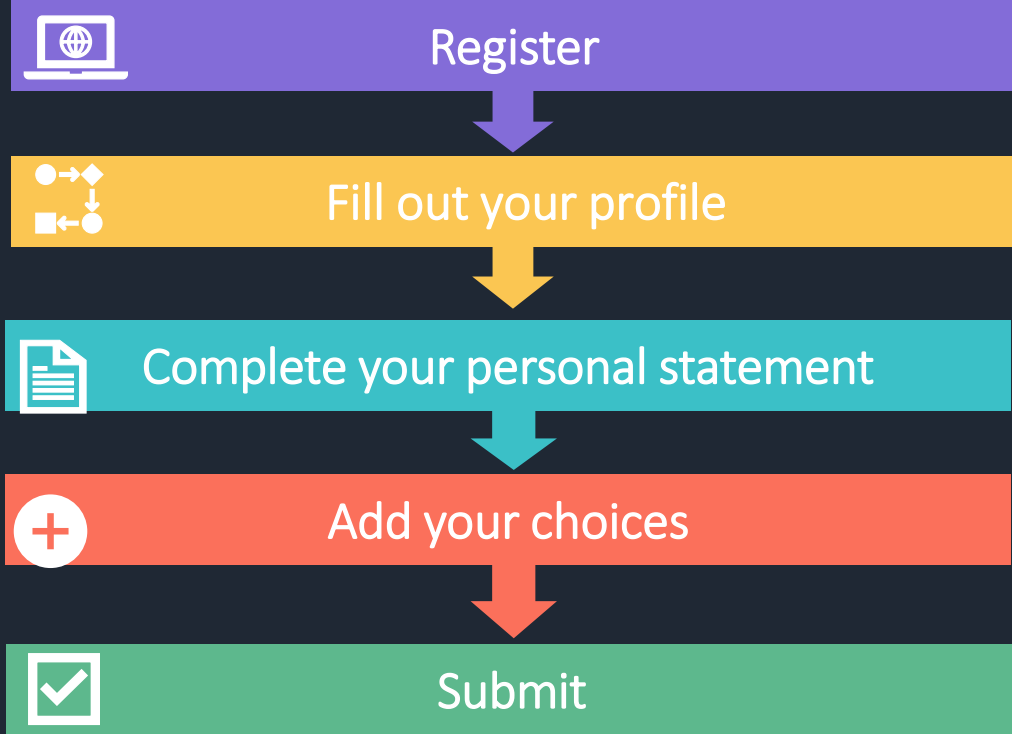 Register
Fill out your profile
Complete your personal statement
Add your choices
Submit